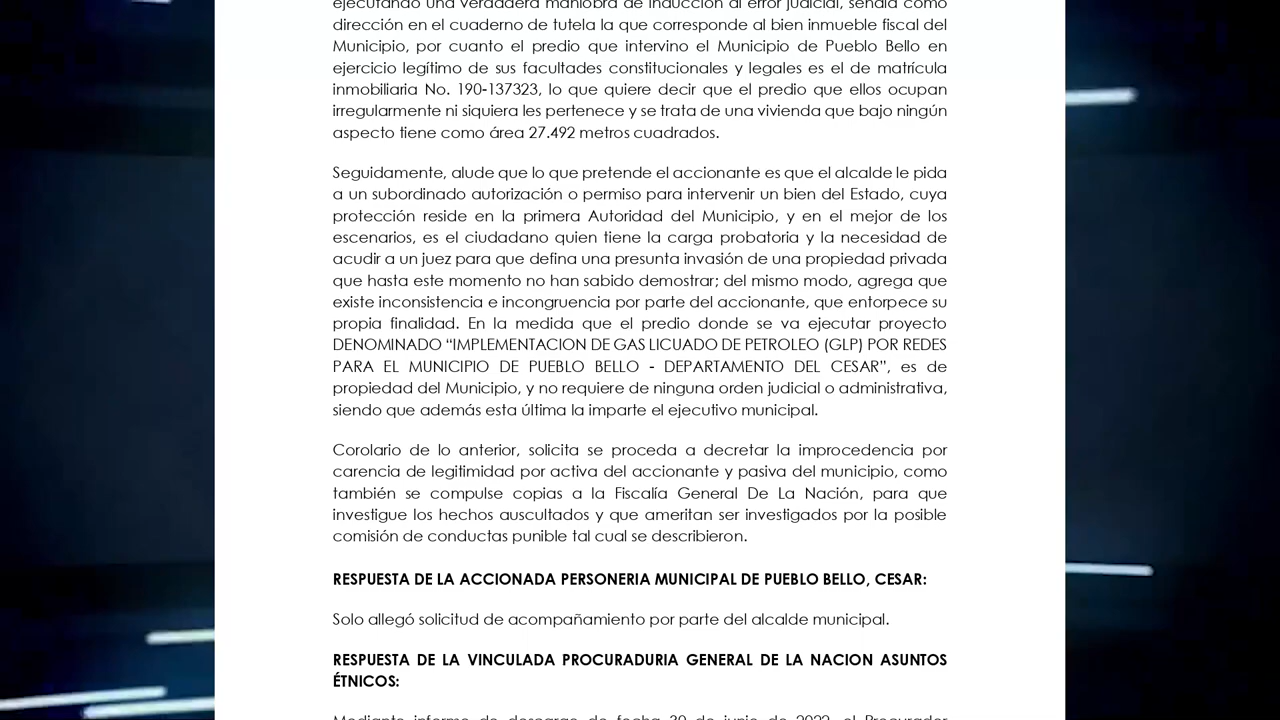 ejecutando una verdadera maniobra de inducción al error judicial, señala como
dirección en el cuaderno de tutela la que corresponde al bien inmueble fiscal del
Municipio, por cuanto el predio que intervino el Municipio de Pueblo Bello en
ejercicio legítimo de sus facultades constitucionales y legales es el de matrícula
inmobiliaria No. 190-137323, lo que quiere decir que el predio que ellos ocupan
irregularmente ni siquiera les pertenece y se trata de una vivienda que bajo ningún
aspecto tiene como área 27.492 metros cuadrados.
Seguidamente, alude que lo que pretende el accionante es que el alcalde le pida
a un subordinado autorización o permiso para intervenir un bien del Estado, cuya
protección reside en la primera Autoridad del Municipio, y en el mejor de los
escenarios, es el ciudadano quien tiene la carga probatoria y la necesidad de
acudir a un juez para que defina una presunta invasión de una propiedad privada
que hasta este momento no han sabido demostrar; del mismo modo, agrega que
existe inconsistencia e incongruencia por parte del accionante, que entorpece su
propia finalidad. En la medida que el predio donde se va ejecutar proyecto
DENOMINADO “IMPLEMENTACION DE GAS LICUADO DE PETROLEO (GLP) POR REDES
PARA EL MUNICIPIO DE PUEBLO BELLO - DEPARTAMENTO DEL CESAR”, es de
propiedad del Municipio, y no requiere de ninguna orden judicial o administrativa,
siendo que además esta última la imparte el ejecutivo municipal.
Corolario de lo anterior, solicita se proceda a decretar la improcedencia por
carencia de legitimidad por activa del accionante y pasiva del municipio, como
también se compulse copias a la Fiscalía General De La Nación, para que
investigue los hechos auscultados y que ameritan ser investigados por la posible
comisión de conductas punible tal cual se describieron.
RESPUESTA DE LA ACCIONADA PERSONERIA MUNICIPAL DE PUEBLO BELLO, CESAR:
Solo allegó solicitud de acompañamiento por parte del alcalde municipal.
RESPUESTA DE LA VINCULADA PROCURADURIA GENERAL DE LA NACION ASUNTOS
ÉTNICOS:
Mediante informe de descargo de fecha 30 de junio de 2022, el Procurador